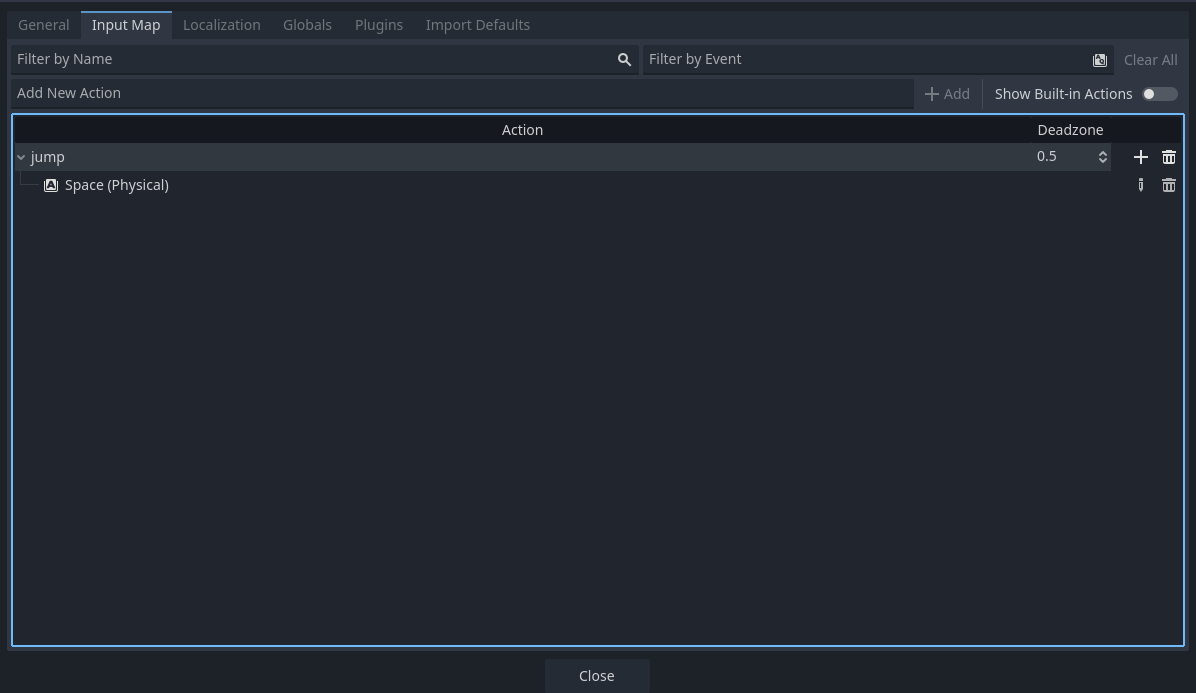 General Input Map Localization Globals Plugins Import Defaults
Filter by Name Filter by Event Clear All
Add New Action Add Show Built-in Actions
Action Deadzone
jump 0.5
Space (Physical)
Close